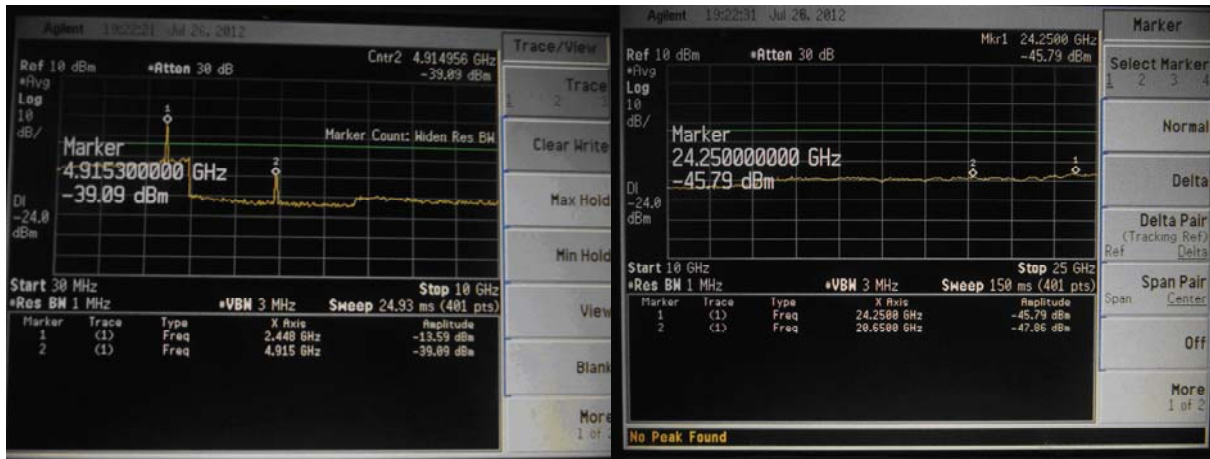 Agilent 19:22:21 Jul 26, 2012
Cntr2 4.914956 GHz
Ref 10 dBm *Atten 30 dB -39.09 dBm
*Avg
Log
10
dB/
1
2
Marker Count: Widen Res BW
Marker
4.915300000 GHz
-39.09 dBm
DI
-24.0
dBm
Start 30 MHz Stop 10 GHz
*Res BW 1 MHz *VBW 3 MHz Sweep 24.93 ms (401 pts)
Marker Trace Type X Axis Amplitude
1 (1) Freq 2.448 GHz -13.59 dBm
2 (1) Freq 4.915 GHz -39.09 dBm
Trace/View
Trace
1 2 3
Clear Write
Max Hold
Min Hold
View
Blank
More
1 of 2
Agilent 19:22:31 Jul 26, 2012
Mkr1 24.2500 GHz
Ref 10 dBm *Atten 30 dB -45.79 dBm
*Avg
Log
10
dB/
Marker
24.250000000 GHz
-45.79 dBm
2
1
DI
-24.0
dBm
Start 10 GHz Stop 25 GHz
*Res BW 1 MHz *VBW 3 MHz Sweep 150 ms (401 pts)
Marker Trace Type X Axis Amplitude
1 (1) Freq 24.2500 GHz -45.79 dBm
2 (1) Freq 20.6500 GHz -47.86 dBm
No Peak Found
Marker
Select Marker
1 2 3 4
Normal
Delta
Delta Pair
(Tracking Ref)
Ref Delta
Span Pair
Span Center
Off
More
1 of 2